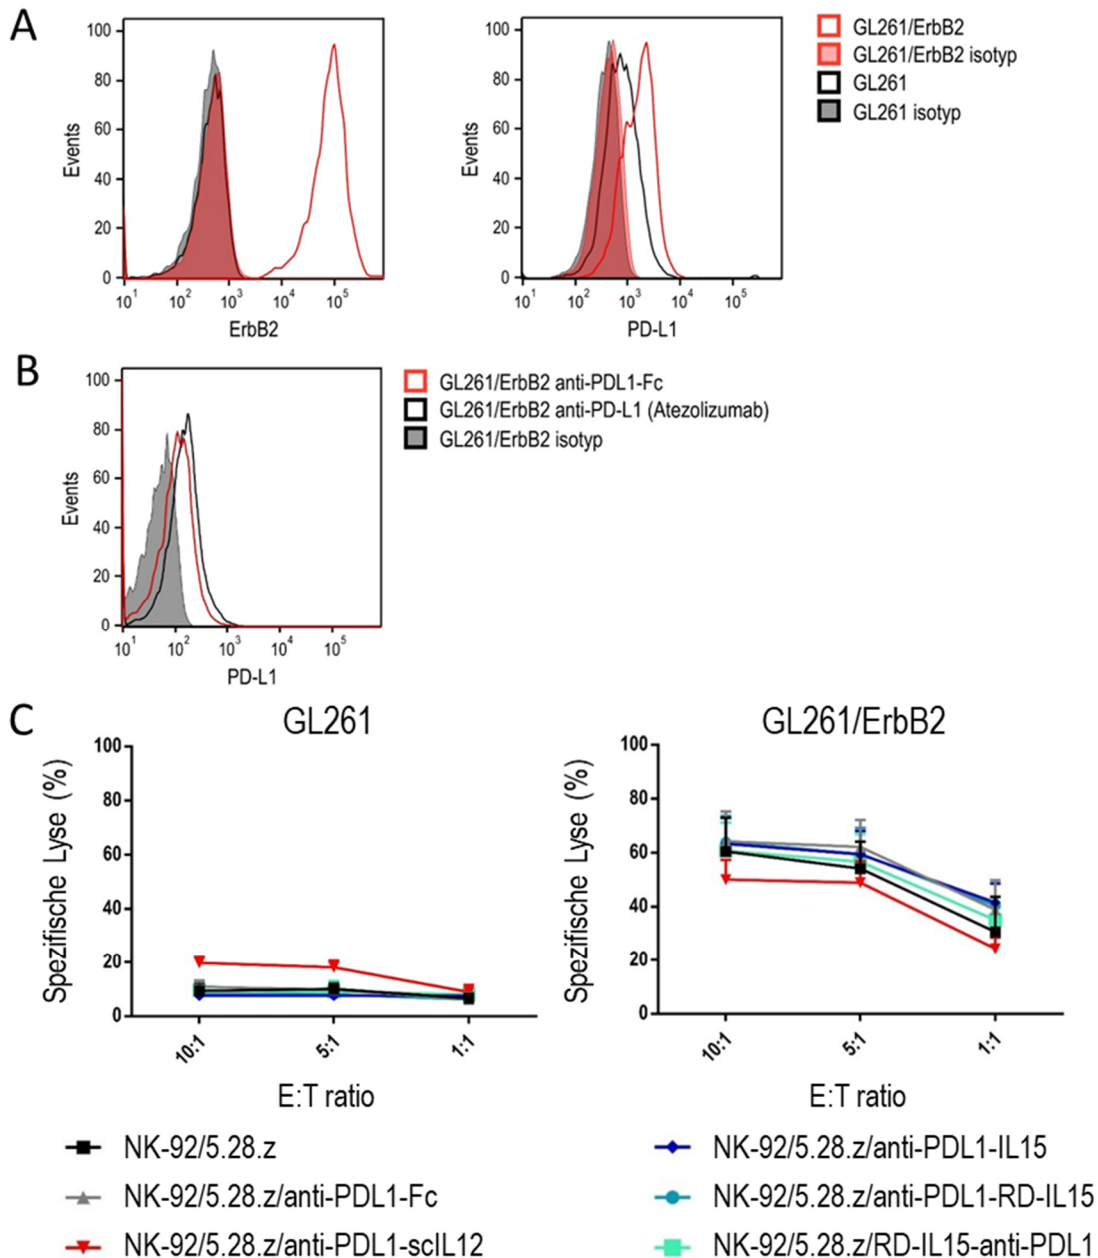 A
100
80
60
40
20
0
Events
10¹ 10² 10³ 10⁴ 10⁵
ErbB2
100
80
60
40
20
0
Events
10¹ 10² 10³ 10⁴ 10⁵
PD-L1
GL261/ErbB2
GL261/ErbB2 isotyp
GL261
GL261 isotyp
B
100
80
60
40
20
0
Events
10¹ 10² 10³ 10⁴ 10⁵
PD-L1
GL261/ErbB2 anti-PDL1-Fc
GL261/ErbB2 anti-PD-L1 (Atezolizumab)
GL261/ErbB2 isotyp
C
GL261
100
80
60
40
20
0
Spezifische Lyse (%)
10:1 5:1 1:1
E:T ratio
GL261/ErbB2
100
80
60
40
20
0
Spezifische Lyse (%)
10:1 5:1 1:1
E:T ratio
NK-92/5.28.z
NK-92/5.28.z/anti-PDL1-Fc
NK-92/5.28.z/anti-PDL1-scIL12
NK-92/5.28.z/anti-PDL1-IL15
NK-92/5.28.z/anti-PDL1-RD-IL15
NK-92/5.28.z/RD-IL15-anti-PDL1